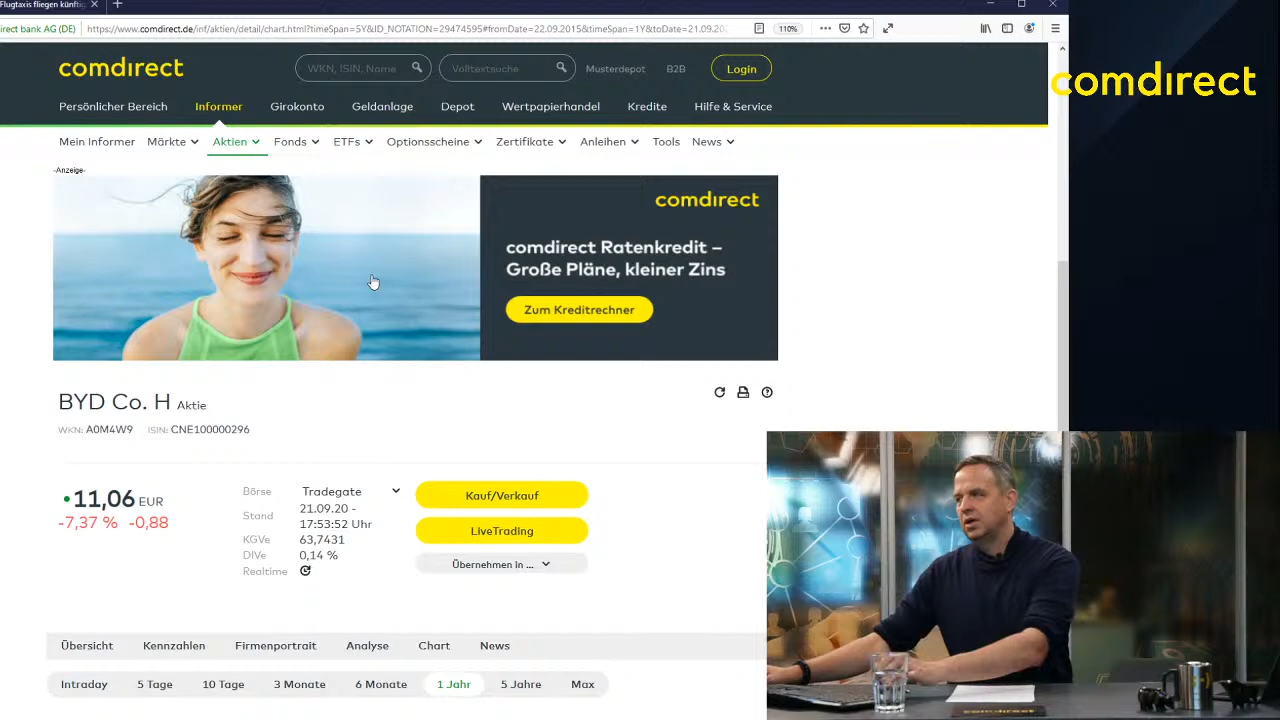 Flugtaxis fliegen künftig
direct bank AG (DE)
https://www.comdirect.de/inf/aktien/detail/chart.html?timeSpan=5Y&ID_NOTATION=29474595#fromDate=22.09.2015&timeSpan=1Y&toDate=21.09.20
110%
comdirect
WKN, ISIN, Name
Volltextsuche
Musterdepot
B2B
Login
comdirect
Persönlicher Bereich
Informer
Girokonto
Geldanlage
Depot
Wertpapierhandel
Kredite
Hilfe & Service
Mein Informer
Märkte
Aktien
Fonds
ETFs
Optionsscheine
Zertifikate
Anleihen
Tools
News
-Anzeige-
comdirect
comdirect Ratenkredit –
Große Pläne, kleiner Zins
Zum Kreditrechner
BYD Co. H Aktie
WKN: A0M4W9 ISIN: CNE100000296
11,06 EUR
-7,37 % -0,88
Börse Tradegate
Stand 21.09.20 -
17:53:52 Uhr
KGVe 63,7431
DIVe 0,14 %
Realtime
Kauf/Verkauf
LiveTrading
Übernehmen in ...
Übersicht
Kennzahlen
Firmenportrait
Analyse
Chart
News
Intraday
5 Tage
10 Tage
3 Monate
6 Monate
1 Jahr
5 Jahre
Max
comdirect